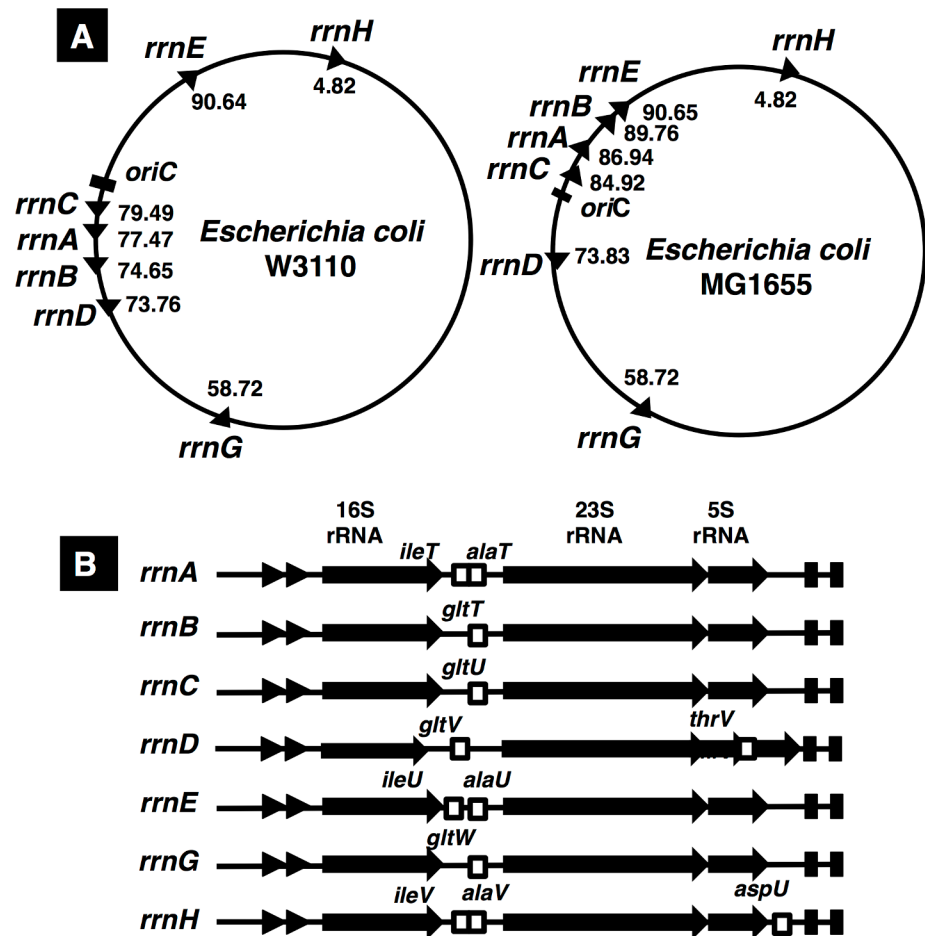 A
rrnE
rrnH
90.64
4.82
oriC
rrnC
79.49
rrnA
77.47
rrnB
74.65
rrnD
73.76
Escherichia coli
W3110
58.72
rrnG
rrnH
rrnE
4.82
rrnB
90.65
rrnA
89.76
rrnC
86.94
84.92
oriC
rrnD
73.83
Escherichia coli
MG1655
58.72
rrnG
B
16S
rRNA
23S
rRNA
5S
rRNA
ileT alaT
rrnA
gltT
rrnB
gltU
rrnC
gltV thrV
rrnD
ileU alaU
rrnE
gltW
rrnG
ileV alaV aspU
rrnH